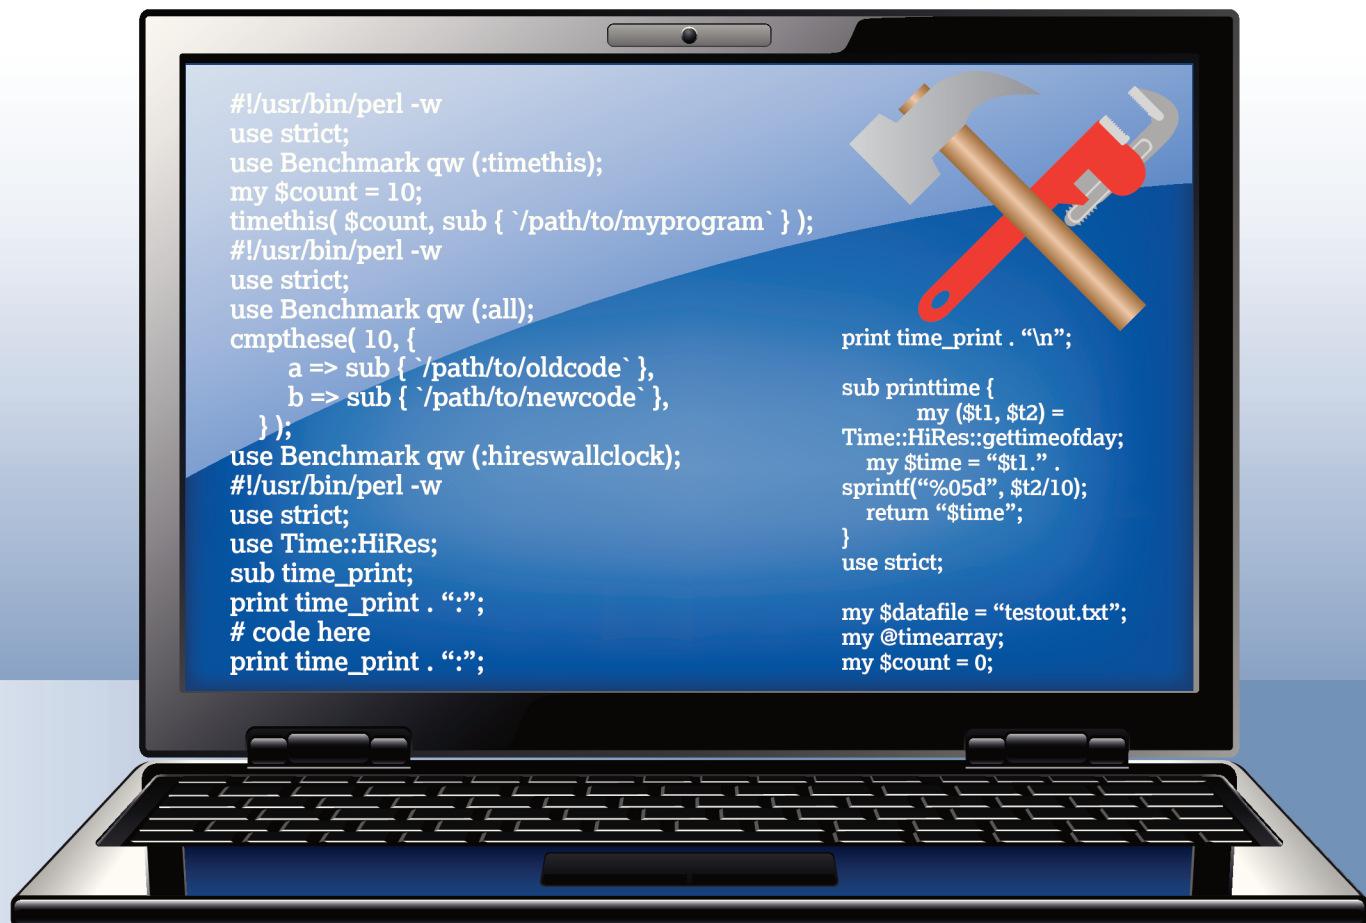 #!/usr/bin/perl -w
use strict;
use Benchmark qw (:timethis);
my $count = 10;
timethis( $count, sub { `/path/to/myprogram` } );
#!/usr/bin/perl -w
use strict;
use Benchmark qw (:all);
cmpthese( 10, {
a => sub { `/path/to/oldcode` },
b => sub { `/path/to/newcode` },
} );
use Benchmark qw (:hireswallclock);
#!/usr/bin/perl -w
use strict;
use Time::HiRes;
sub time_print;
print time_print . “:”;
# code here
print time_print . “:”;
print time_print . “\n”;
sub printtime {
my ($t1, $t2) =
Time::HiRes::gettimeofday;
my $time = “$t1.” .
sprintf(“%05d”, $t2/10);
return “$time”;
}
use strict;
my $datafile = “testout.txt”;
my @timearray;
my $count = 0;